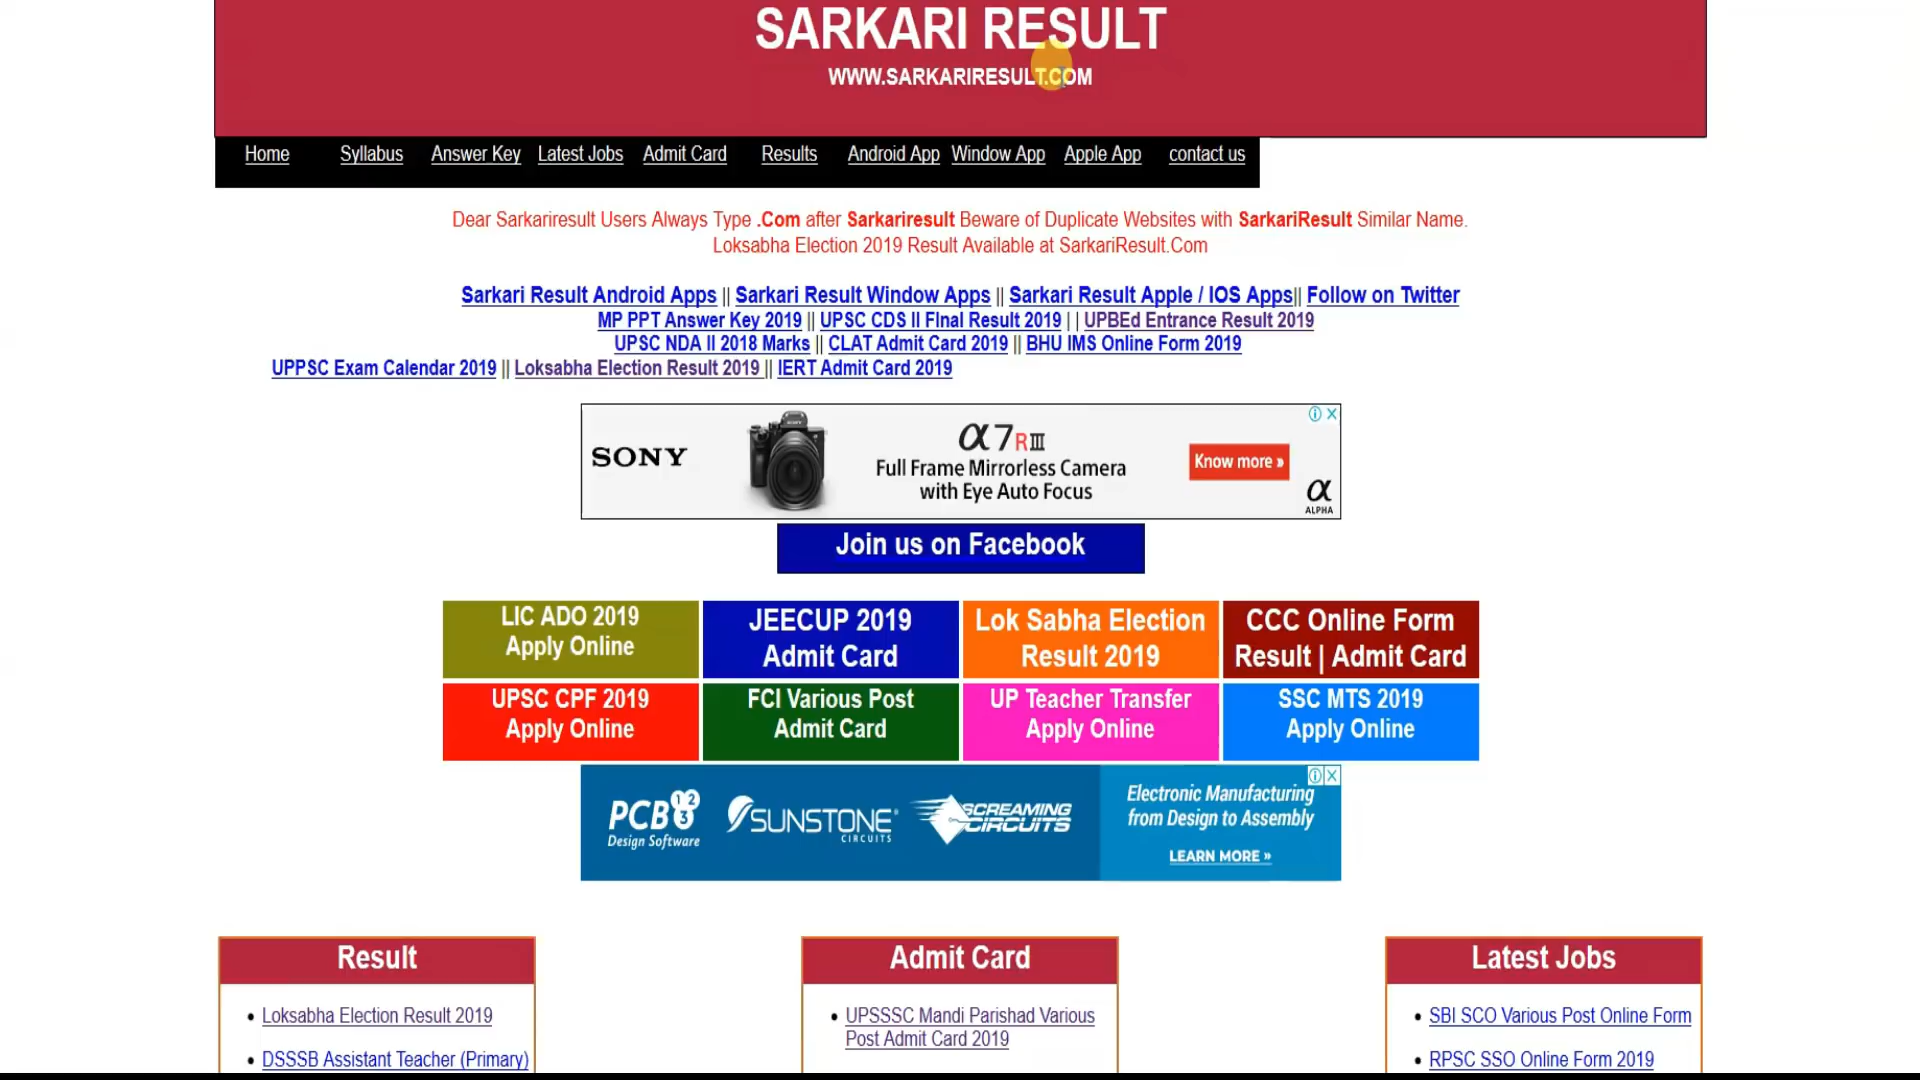 SARKARI RESULT
WWW.SARKARIRESULT.COM
Home Syllabus Answer Key Latest Jobs Admit Card Results Android App Window App Apple App contact us
Dear Sarkariresult Users Always Type .Com after Sarkariresult Beware of Duplicate Websites with SarkariResult Similar Name.
Loksabha Election 2019 Result Available at SarkariResult.Com
Sarkari Result Android Apps || Sarkari Result Window Apps || Sarkari Result Apple / IOS Apps|| Follow on Twitter
MP PPT Answer Key 2019 || UPSC CDS II FInal Result 2019 | | UPBEd Entrance Result 2019
UPSC NDA II 2018 Marks || CLAT Admit Card 2019 || BHU IMS Online Form 2019
UPPSC Exam Calendar 2019 || Loksabha Election Result 2019 || IERT Admit Card 2019
SONY
SONY
α7RIII
Full Frame Mirrorless Camera
with Eye Auto Focus
Know more »
α
ALPHA
Join us on Facebook
LIC ADO 2019
Apply Online
JEECUP 2019
Admit Card
Lok Sabha Election
Result 2019
CCC Online Form
Result | Admit Card
UPSC CPF 2019
Apply Online
FCI Various Post
Admit Card
UP Teacher Transfer
Apply Online
SSC MTS 2019
Apply Online
PCB 1 2 3
Design Software
SUNSTONE
CIRCUITS
SCREAMING
CIRCUITS
Electronic Manufacturing
from Design to Assembly
LEARN MORE »
Result
• Loksabha Election Result 2019
• DSSSB Assistant Teacher (Primary)
Admit Card
• UPSSSC Mandi Parishad Various
Post Admit Card 2019
Latest Jobs
• SBI SCO Various Post Online Form
• RPSC SSO Online Form 2019